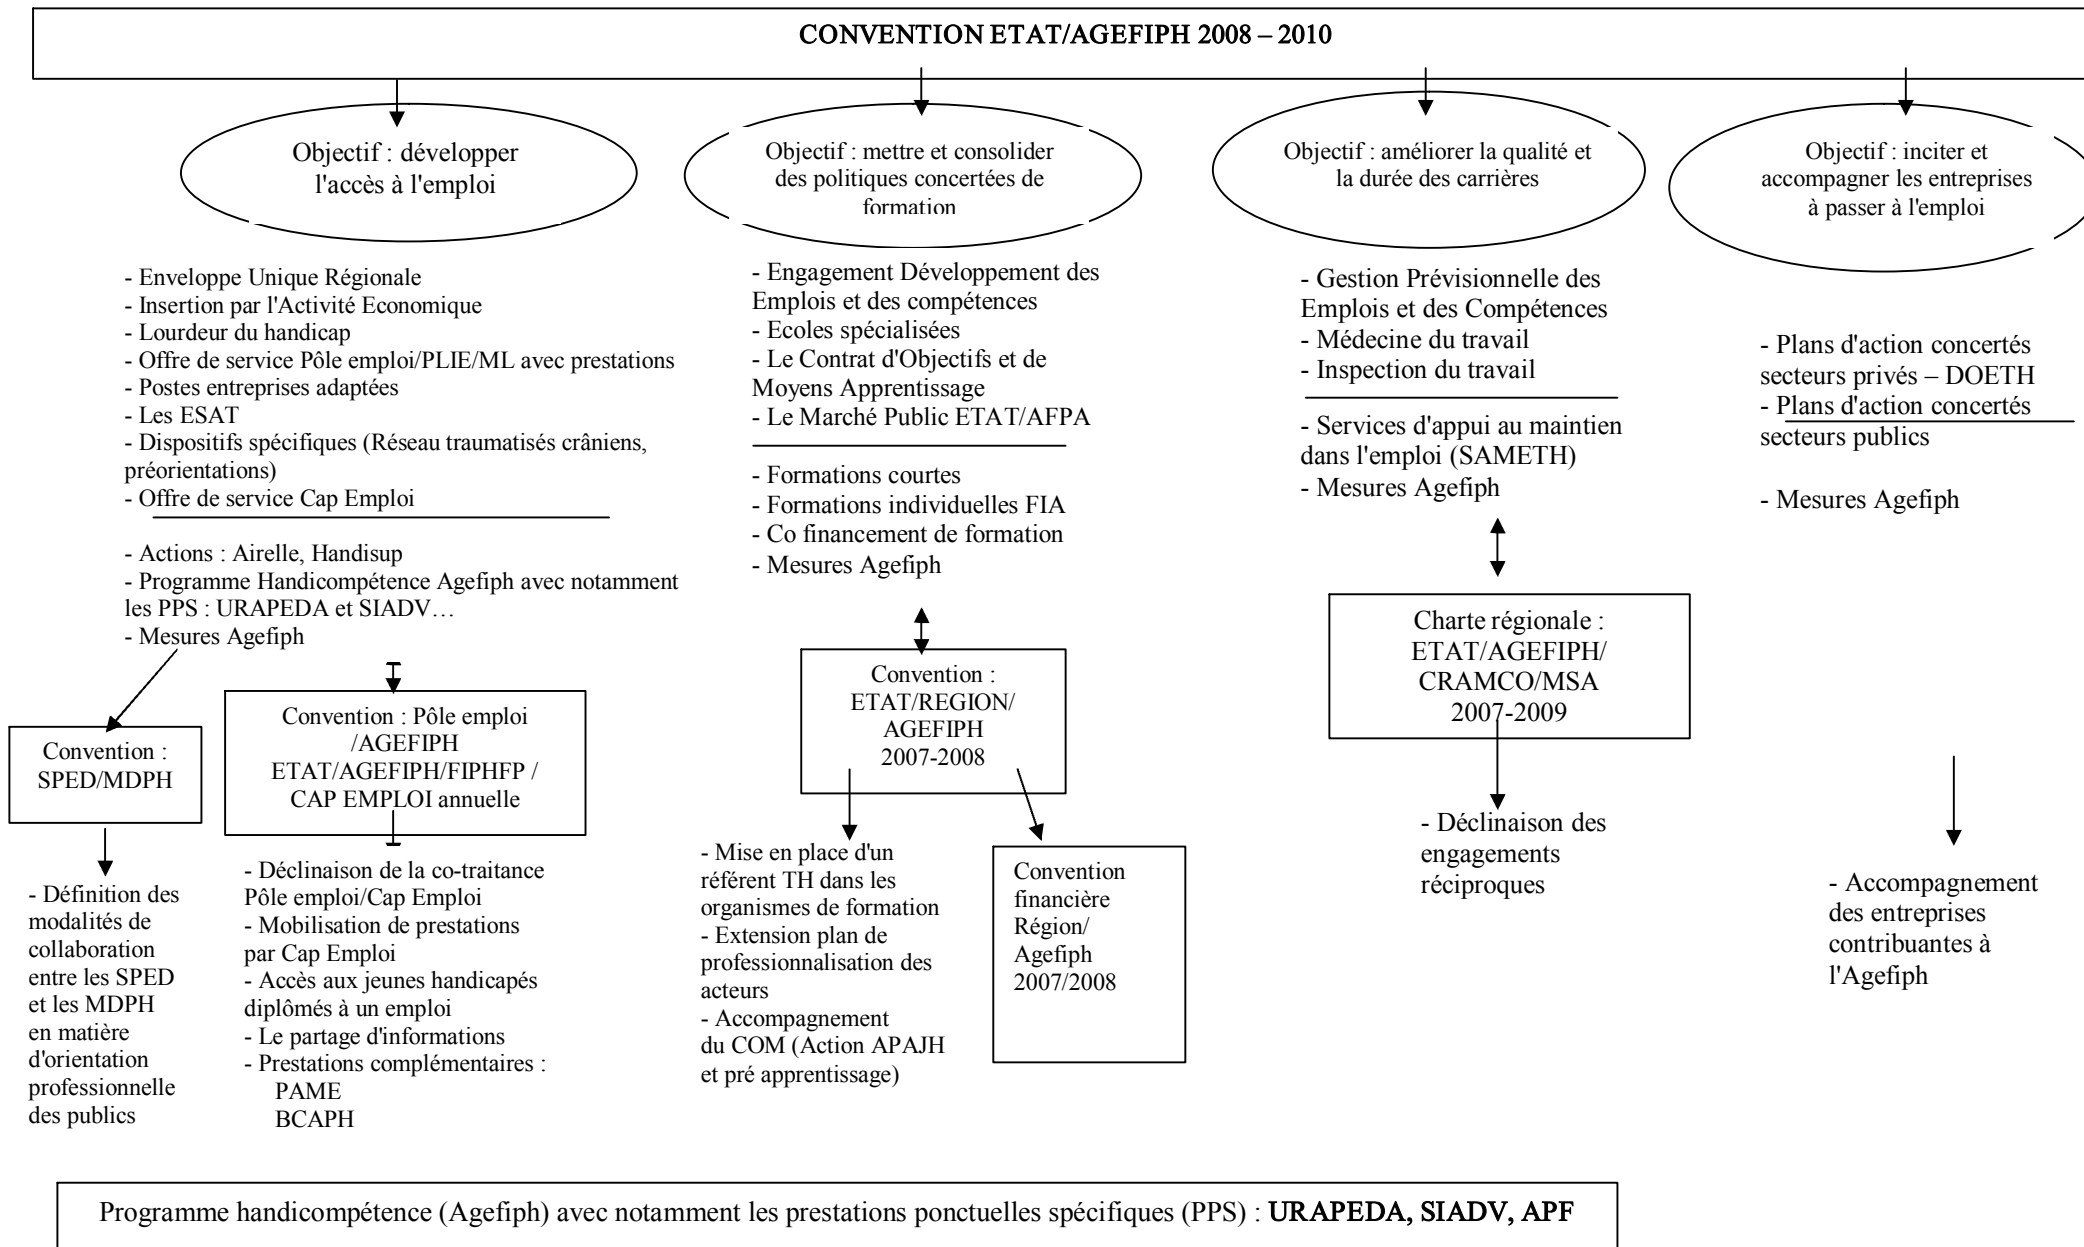 CONVENTION ETAT/AGEFIPH 2008 – 2010
Objectif : développer
l'accès à l'emploi
- Enveloppe Unique Régionale
- Insertion par l'Activité Economique
- Lourdeur du handicap
- Offre de service Pôle emploi/PLIE/ML avec prestations
- Postes entreprises adaptées
- Les ESAT
- Dispositifs spécifiques (Réseau traumatisés crâniens,
préorientations)
- Offre de service Cap Emploi
- Actions : Airelle, Handisup
- Programme Handicompétence Agefiph avec notamment
les PPS : URAPEDA et SIADV…
- Mesures Agefiph
Convention :
SPED/MDPH
- Définition des
modalités de
collaboration
entre les SPED
et les MDPH
en matière
d'orientation
professionnelle
des publics
Convention : Pôle emploi
/AGEFIPH
ETAT/AGEFIPH/FIPHFP /
CAP EMPLOI annuelle
- Déclinaison de la co-traitance
Pôle emploi/Cap Emploi
- Mobilisation de prestations
par Cap Emploi
- Accès aux jeunes handicapés
diplômés à un emploi
- Le partage d'informations
- Prestations complémentaires :
PAME
BCAPH
Objectif : mettre et consolider
des politiques concertées de
formation
- Engagement Développement des
Emplois et des compétences
- Ecoles spécialisées
- Le Contrat d'Objectifs et de
Moyens Apprentissage
- Le Marché Public ETAT/AFPA
- Formations courtes
- Formations individuelles FIA
- Co financement de formation
- Mesures Agefiph
Convention :
ETAT/REGION/
AGEFIPH
2007-2008
- Mise en place d'un
référent TH dans les
organismes de formation
- Extension plan de
professionnalisation des
acteurs
- Accompagnement
du COM (Action APAJH
et pré apprentissage)
Convention
financière
Région/
Agefiph
2007/2008
Objectif : améliorer la qualité et
la durée des carrières
- Gestion Prévisionnelle des
Emplois et des Compétences
- Médecine du travail
- Inspection du travail
- Services d'appui au maintien
dans l'emploi (SAMETH)
- Mesures Agefiph
Charte régionale :
ETAT/AGEFIPH/
CRAMCO/MSA
2007-2009
- Déclinaison des
engagements
réciproques
Objectif : inciter et
accompagner les entreprises
à passer à l'emploi
- Plans d'action concertés
secteurs privés – DOETH
- Plans d'action concertés
secteurs publics
- Mesures Agefiph
- Accompagnement
des entreprises
contribuantes à
l'Agefiph
Programme handicompétence (Agefiph) avec notamment les prestations ponctuelles spécifiques (PPS) : URAPEDA, SIADV, APF